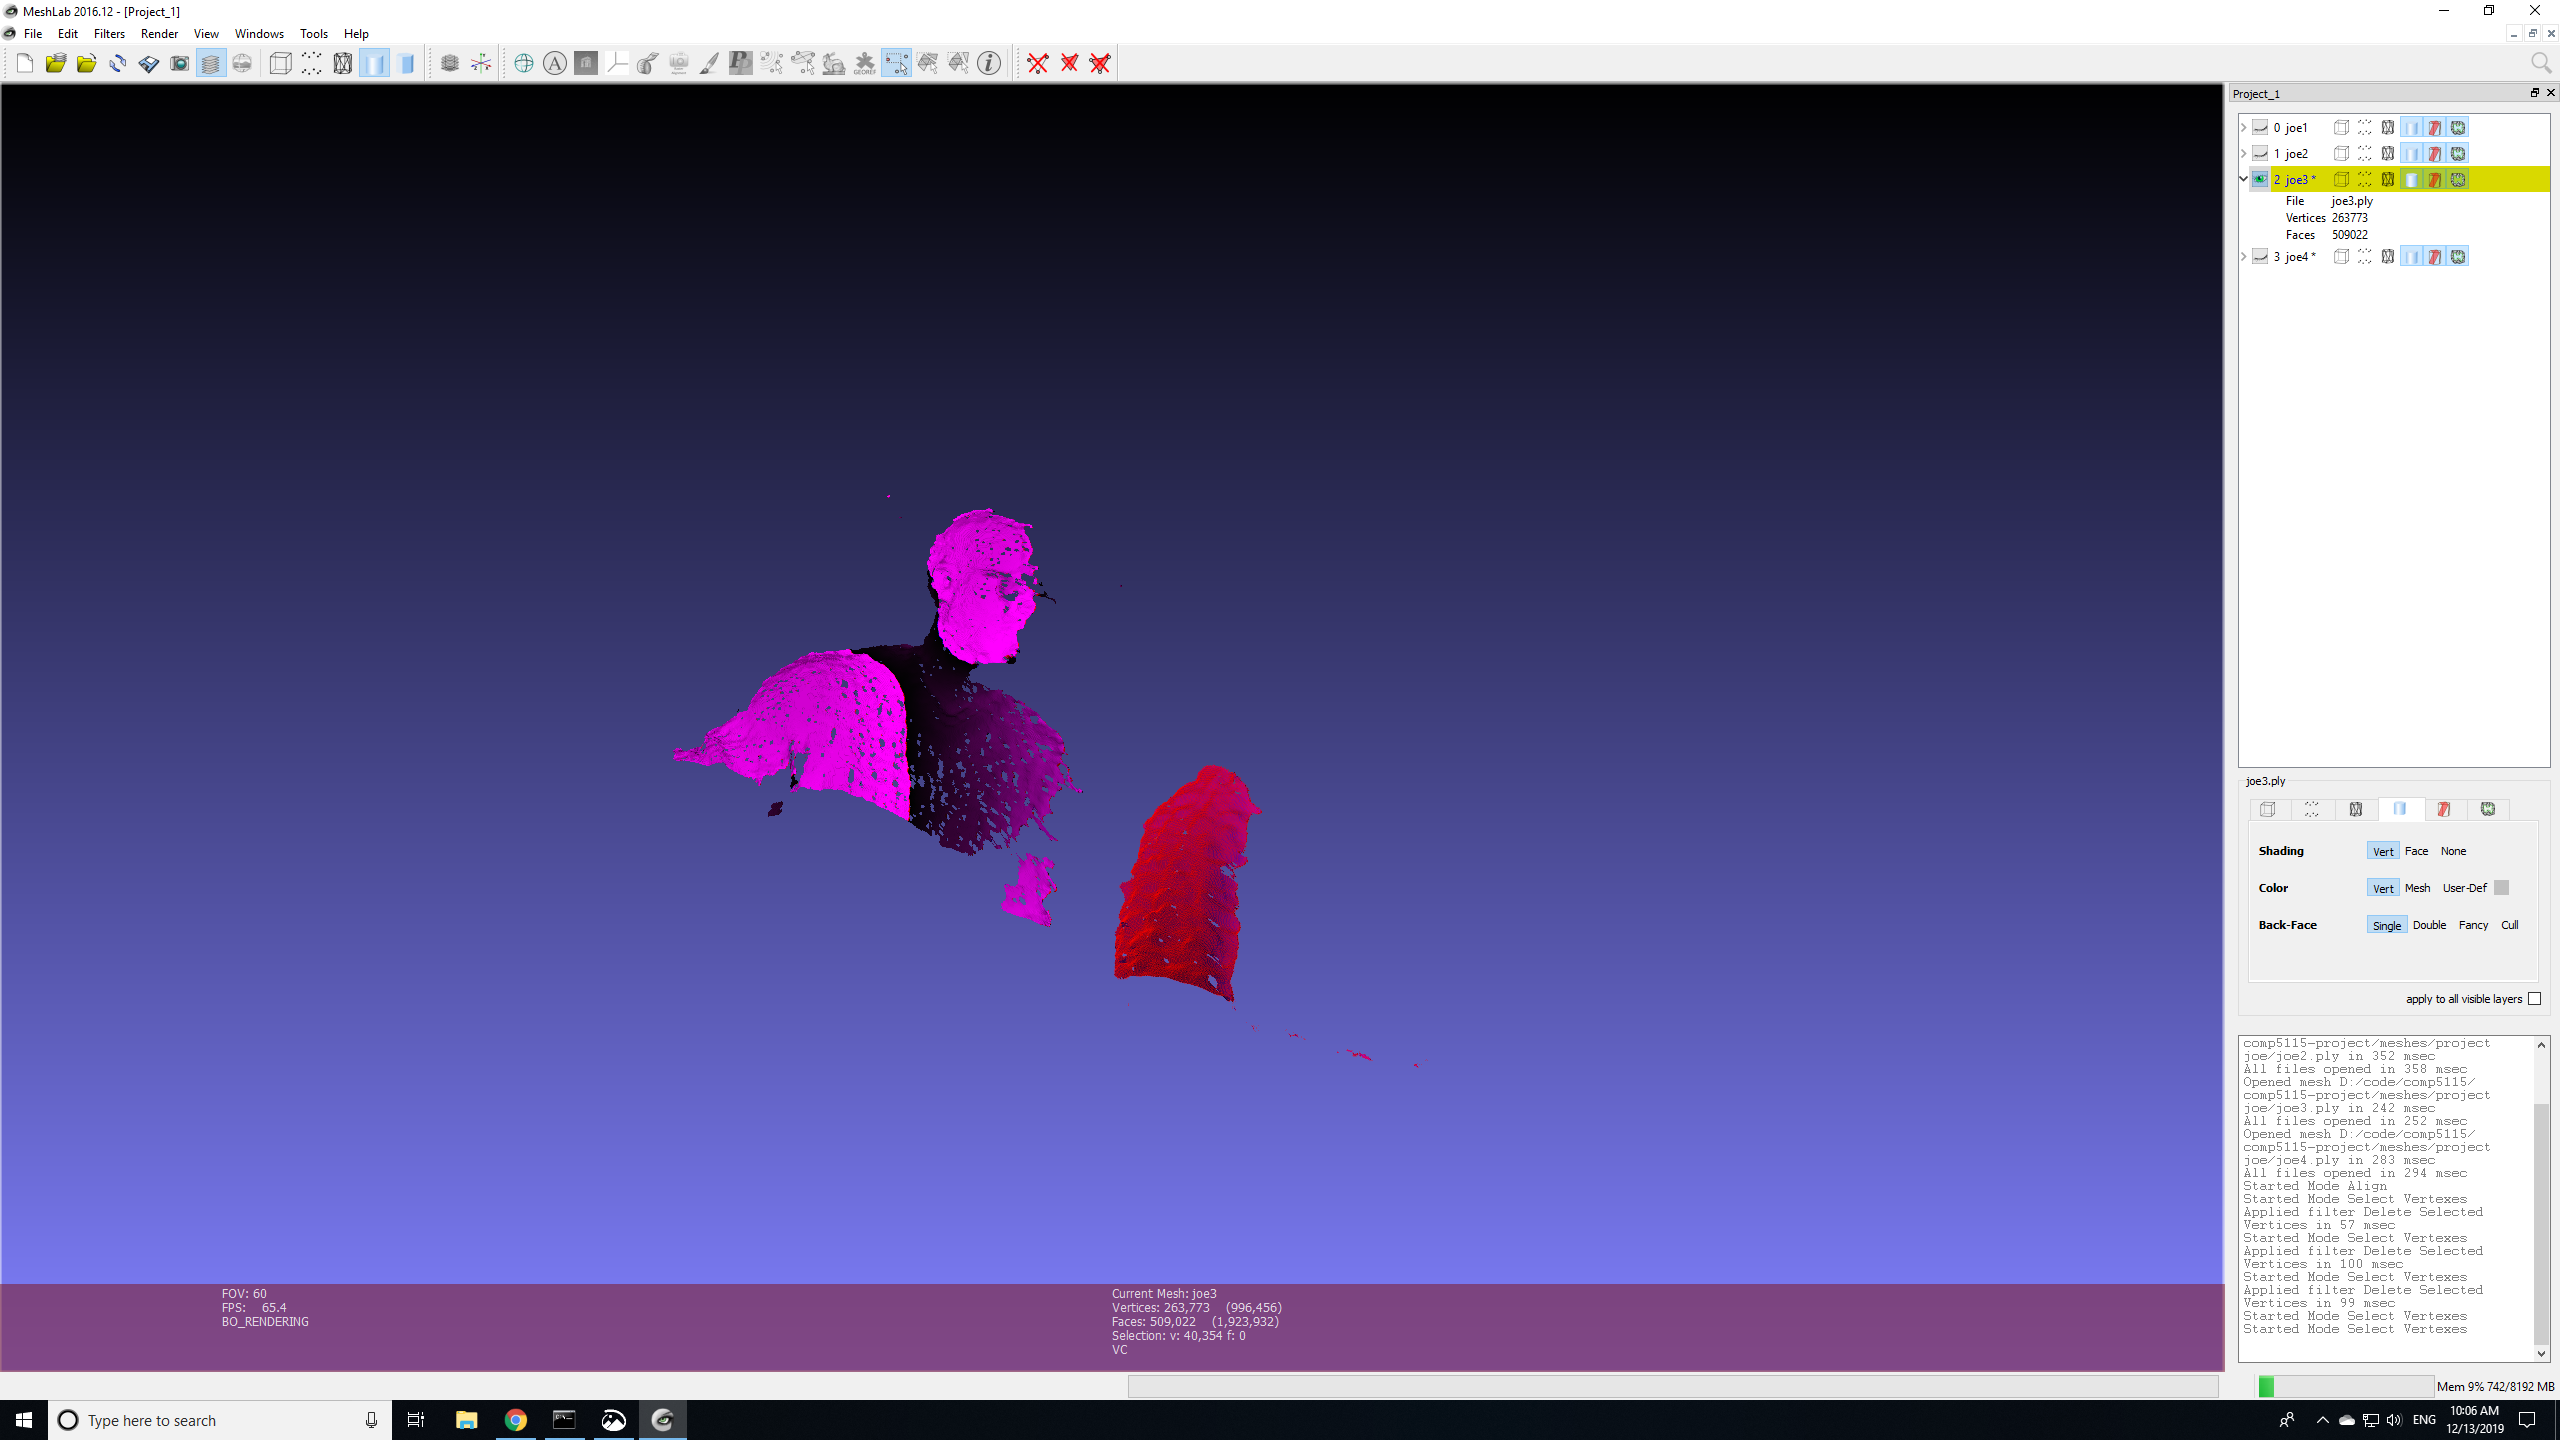 MeshLab 2016.12 - [Project_1]
File Edit Filters Render View Windows Tools Help
A
GEOREF
Project_1
0 joe1
1 joe2
2 joe3 *
File joe3.ply
Vertices 263773
Faces 509022
3 joe4 *
joe3.ply
Shading Vert Face None
Color Vert Mesh User-Def
Back-Face Single Double Fancy Cull
apply to all visible layers
comp5115-project/meshes/project
joe/joe2.ply in 352 msec
All files opened in 358 msec
Opened mesh D:/code/comp5115/
comp5115-project/meshes/project
joe/joe3.ply in 242 msec
All files opened in 252 msec
Opened mesh D:/code/comp5115/
comp5115-project/meshes/project
joe/joe4.ply in 283 msec
All files opened in 294 msec
Started Mode Align
Started Mode Select Vertexes
Applied filter Delete Selected
Vertices in 57 msec
Started Mode Select Vertexes
Applied filter Delete Selected
Vertices in 100 msec
Started Mode Select Vertexes
Applied filter Delete Selected
Vertices in 99 msec
Started Mode Select Vertexes
Started Mode Select Vertexes
FOV: 60
FPS: 65.4
BO_RENDERING
Current Mesh: joe3
Vertices: 263,773 (996,456)
Faces: 509,022 (1,923,932)
Selection: v: 40,354 f: 0
VC
Mem 9% 742/8192 MB
Type here to search
ENG
10:06 AM
12/13/2019